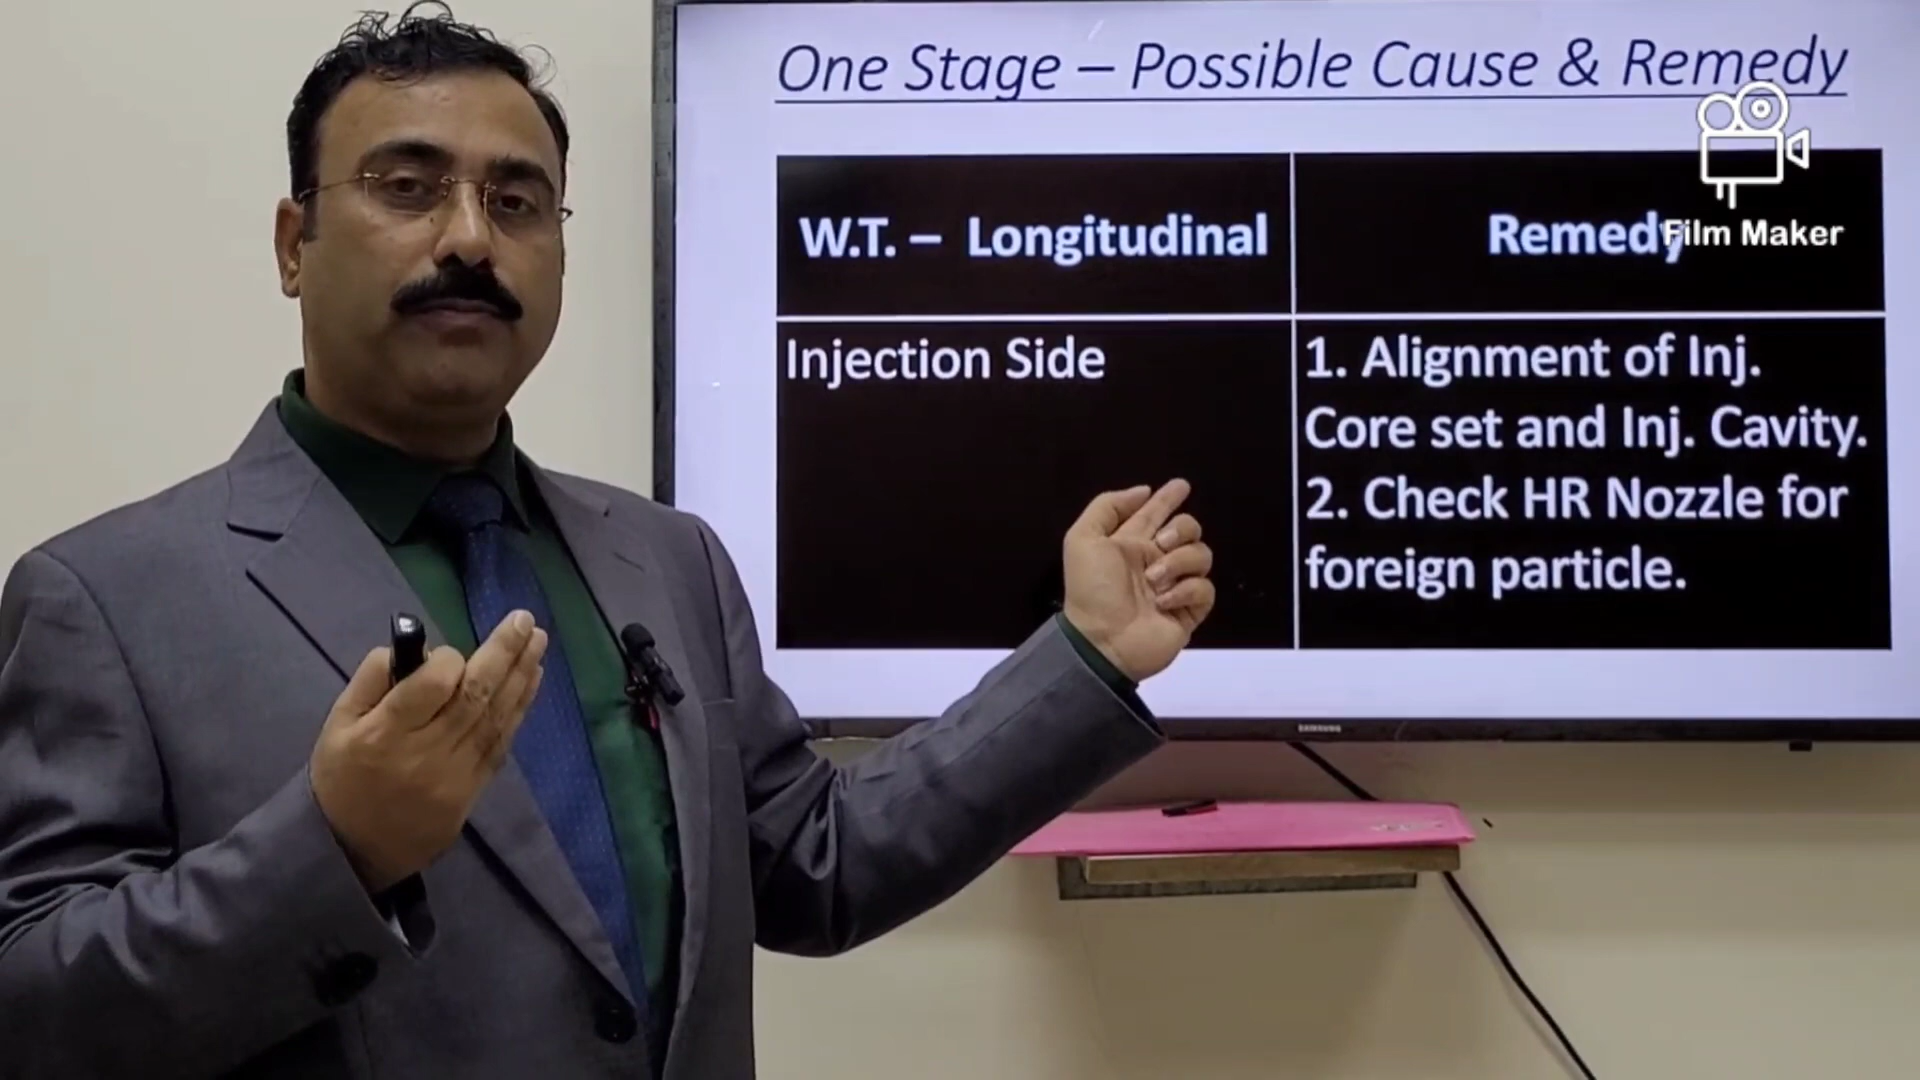 One Stage – Possible Cause & Remedy
W.T. – Longitudinal
Remedy
Film Maker
Injection Side
1. Alignment of Inj.
Core set and Inj. Cavity.
2. Check HR Nozzle for
foreign particle.
SAMSUNG